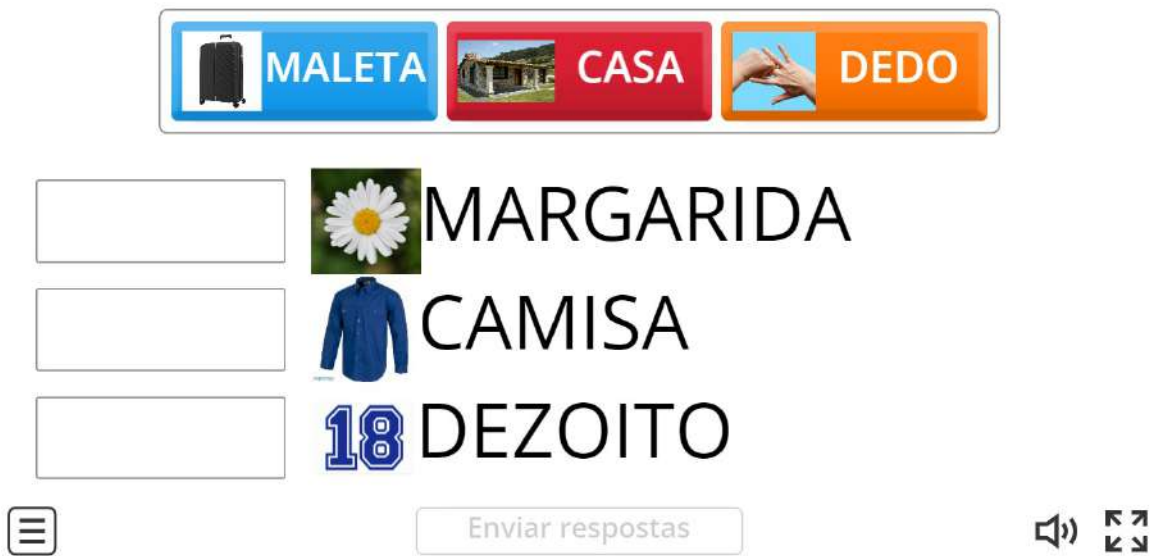 MALETA CASA DEDO
MARGARIDA
CAMISA
18 DEZOITO
Enviar respostas